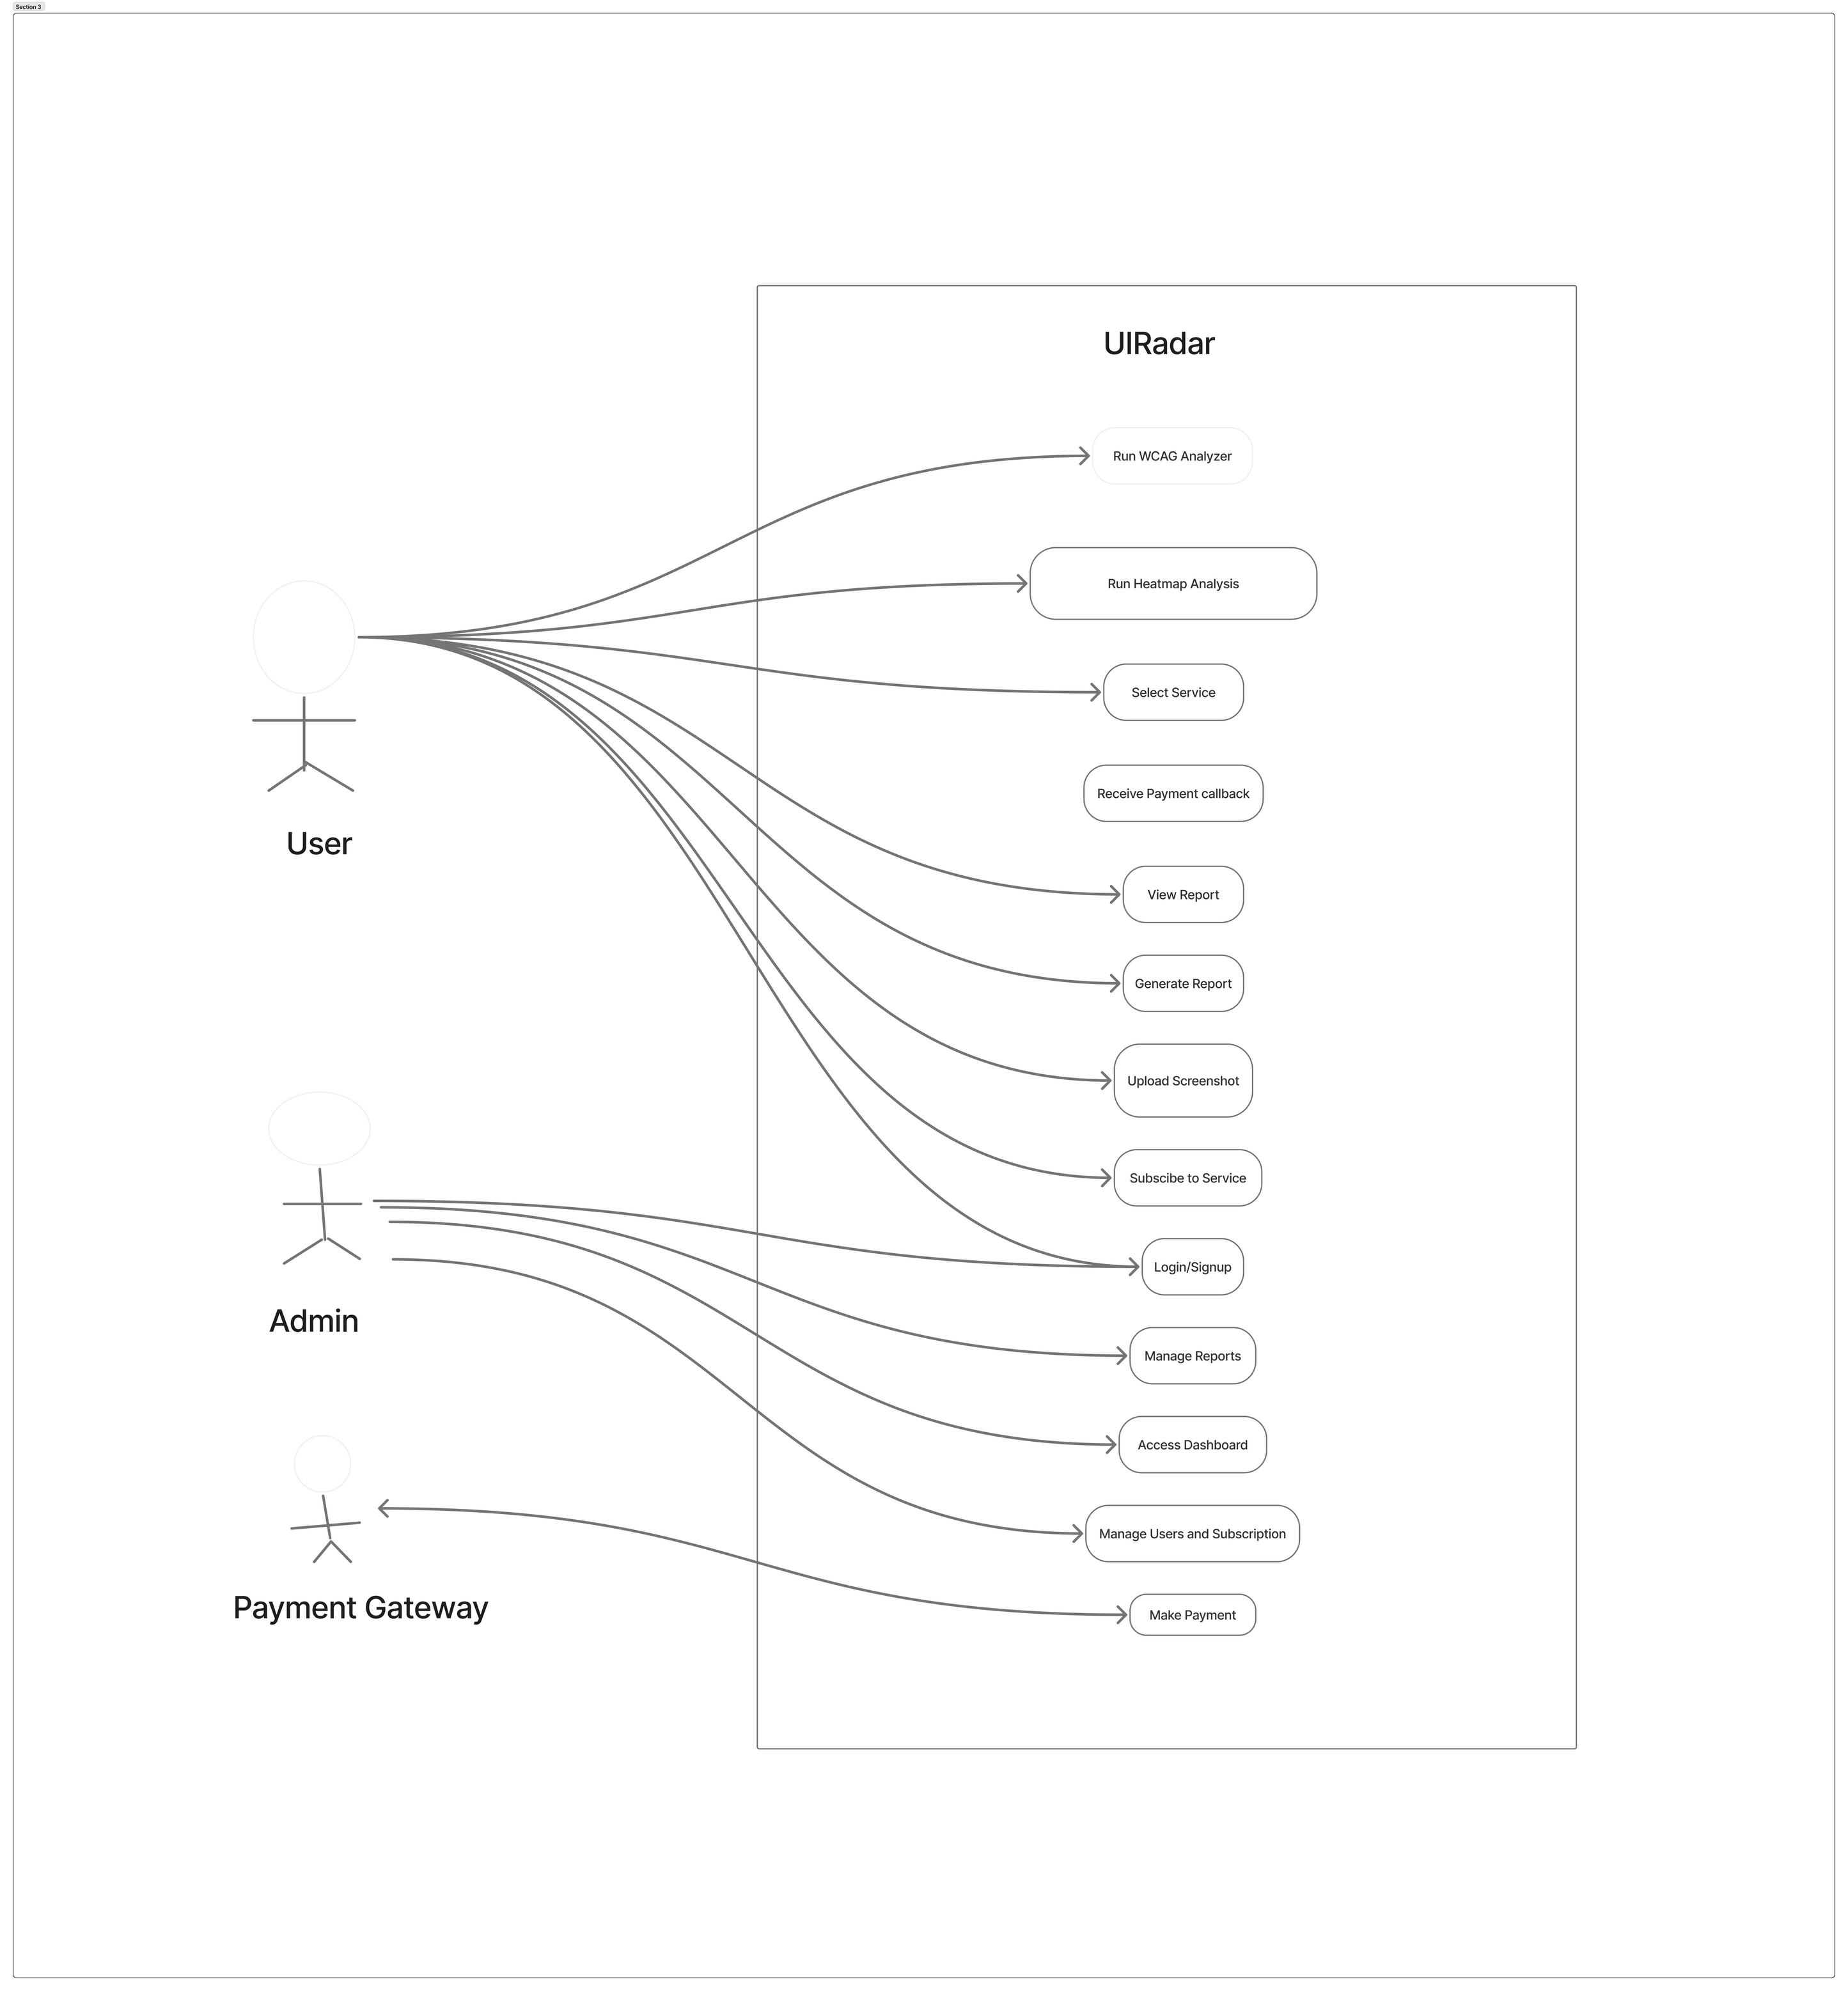 Section 3
UIRadar
Run WCAG Analyzer
Run Heatmap Analysis
Select Service
Receive Payment callback
User
View Report
Generate Report
Upload Screenshot
Subscibe to Service
Login/Signup
Admin
Manage Reports
Access Dashboard
Manage Users and Subscription
Payment Gateway
Make Payment